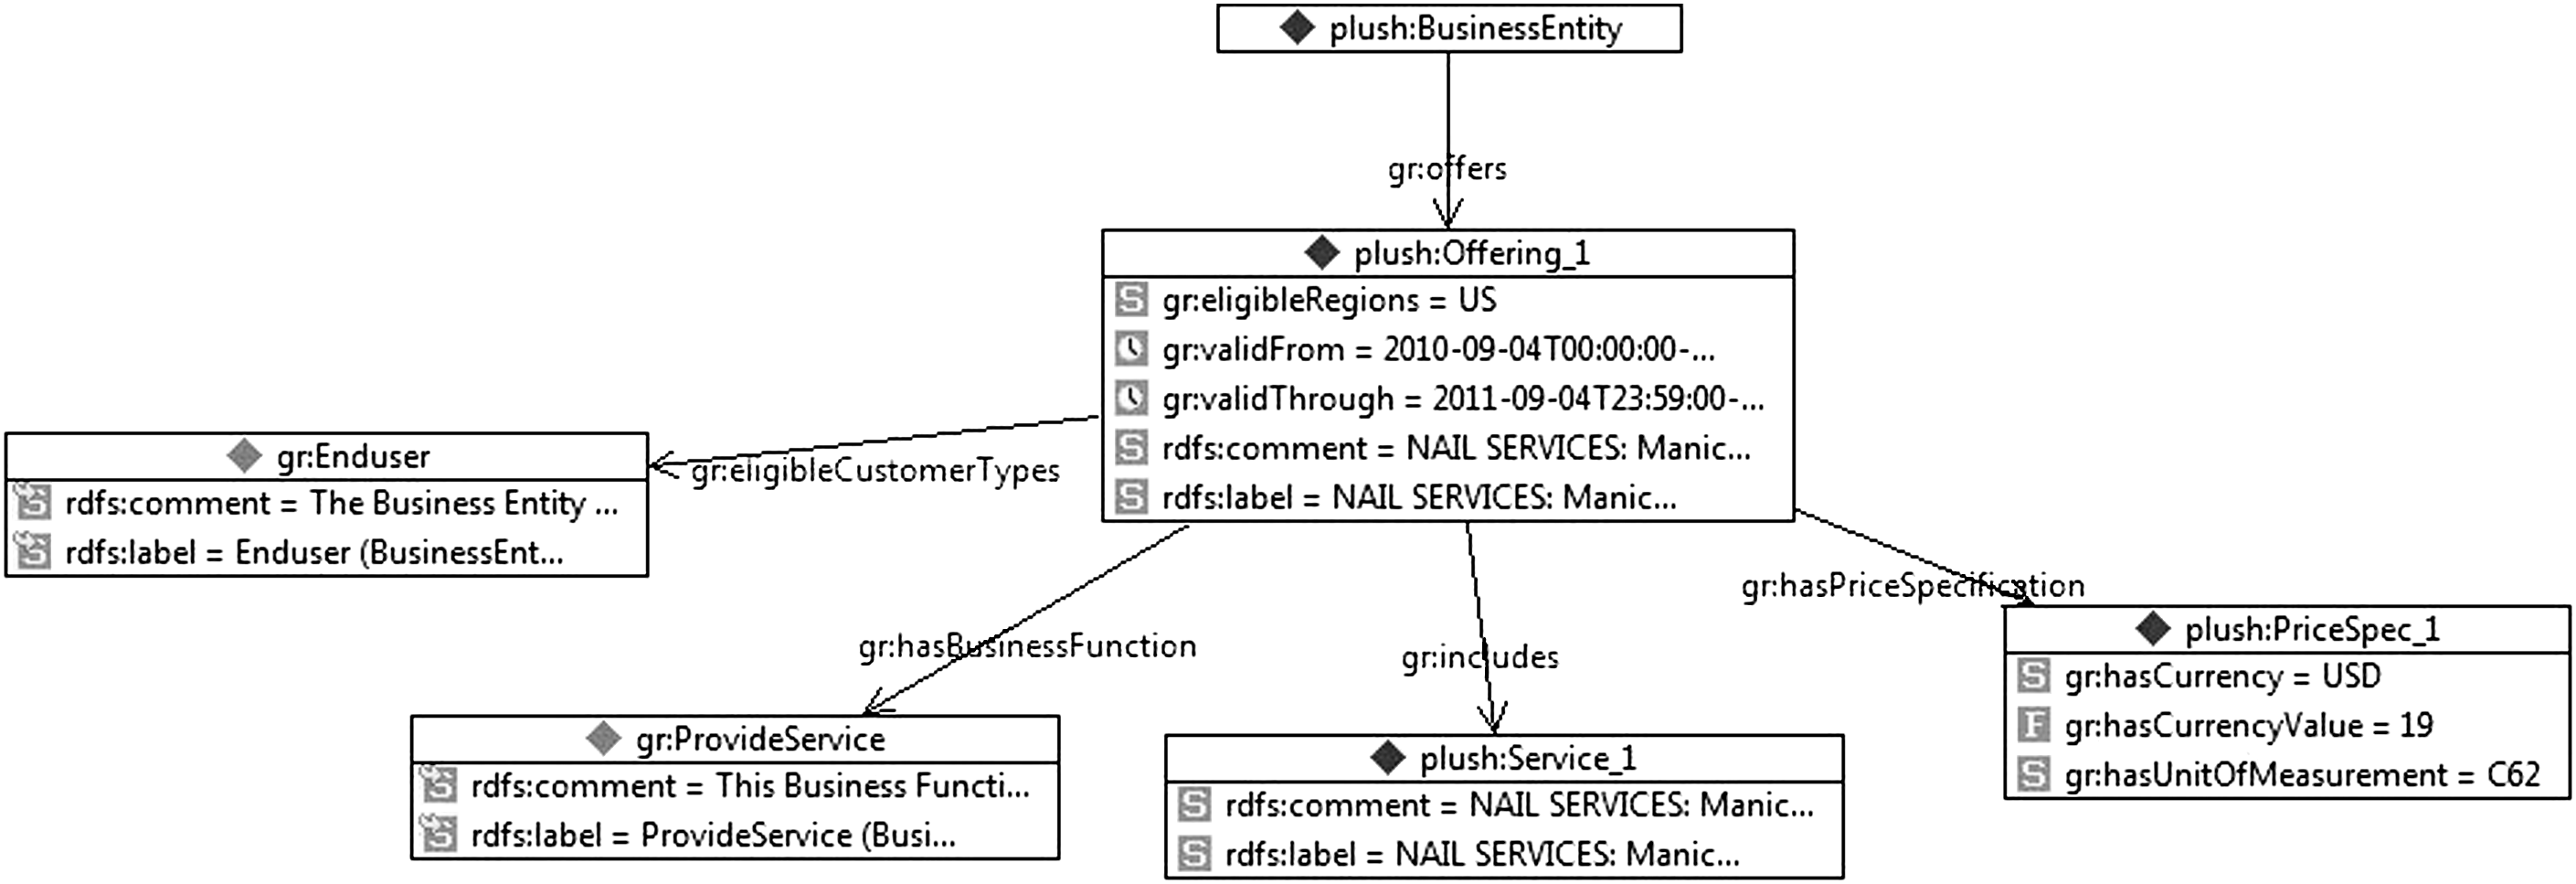 plush:BusinessEntity
gr:offers
plush:Offering_1
gr:eligibleRegions = US
gr:validFrom = 2010-09-04T00:00:00-...
gr:validThrough = 2011-09-04T23:59:00-...
rdfs:comment = NAIL SERVICES: Manic...
rdfs:label = NAIL SERVICES: Manic...
gr:eligibleCustomerTypes
gr:Enduser
rdfs:comment = The Business Entity ...
rdfs:label = Enduser (BusinessEnt...
gr:hasBusinessFunction
gr:includes
gr:hasPriceSpecification
gr:ProvideService
rdfs:comment = This Business Functi...
rdfs:label = ProvideService (Busi...
plush:Service_1
rdfs:comment = NAIL SERVICES: Manic...
rdfs:label = NAIL SERVICES: Manic...
plush:PriceSpec_1
gr:hasCurrency = USD
gr:hasCurrencyValue = 19
gr:hasUnitOfMeasurement = C62